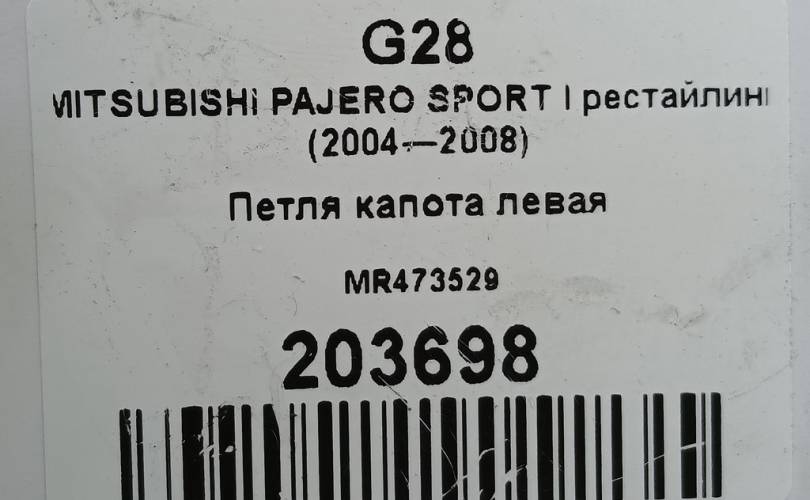 G28
MITSUBISHI PAJERO SPORT I рестайлинг
(2004—2008)
Петля капота левая
MR473529
203698